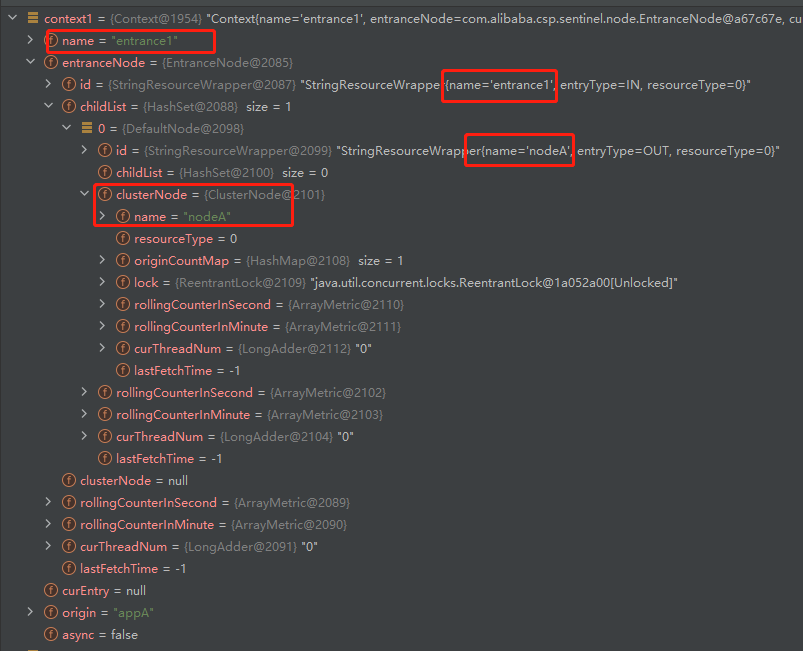 context1 = {Context@1954} "Context{name='entrance1', entranceNode=com.alibaba.csp.sentinel.node.EntranceNode@a67c67e, cu
name = "entrance1"
entranceNode = {EntranceNode@2085}
id = {StringResourceWrapper@2087} "StringResourceWrapper{name='entrance1', entryType=IN, resourceType=0}"
childList = {HashSet@2088} size = 1
0 = {DefaultNode@2098}
id = {StringResourceWrapper@2099} "StringResourceWrapper{name='nodeA', entryType=OUT, resourceType=0}"
childList = {HashSet@2100} size = 0
clusterNode = {ClusterNode@2101}
name = "nodeA"
resourceType = 0
originCountMap = {HashMap@2108} size = 1
lock = {ReentrantLock@2109} "java.util.concurrent.locks.ReentrantLock@1a052a00[Unlocked]"
rollingCounterInSecond = {ArrayMetric@2110}
rollingCounterInMinute = {ArrayMetric@2111}
curThreadNum = {LongAdder@2112} "0"
lastFetchTime = -1
rollingCounterInSecond = {ArrayMetric@2102}
rollingCounterInMinute = {ArrayMetric@2103}
curThreadNum = {LongAdder@2104} "0"
lastFetchTime = -1
clusterNode = null
rollingCounterInSecond = {ArrayMetric@2089}
rollingCounterInMinute = {ArrayMetric@2090}
curThreadNum = {LongAdder@2091} "0"
lastFetchTime = -1
curEntry = null
origin = "appA"
async = false